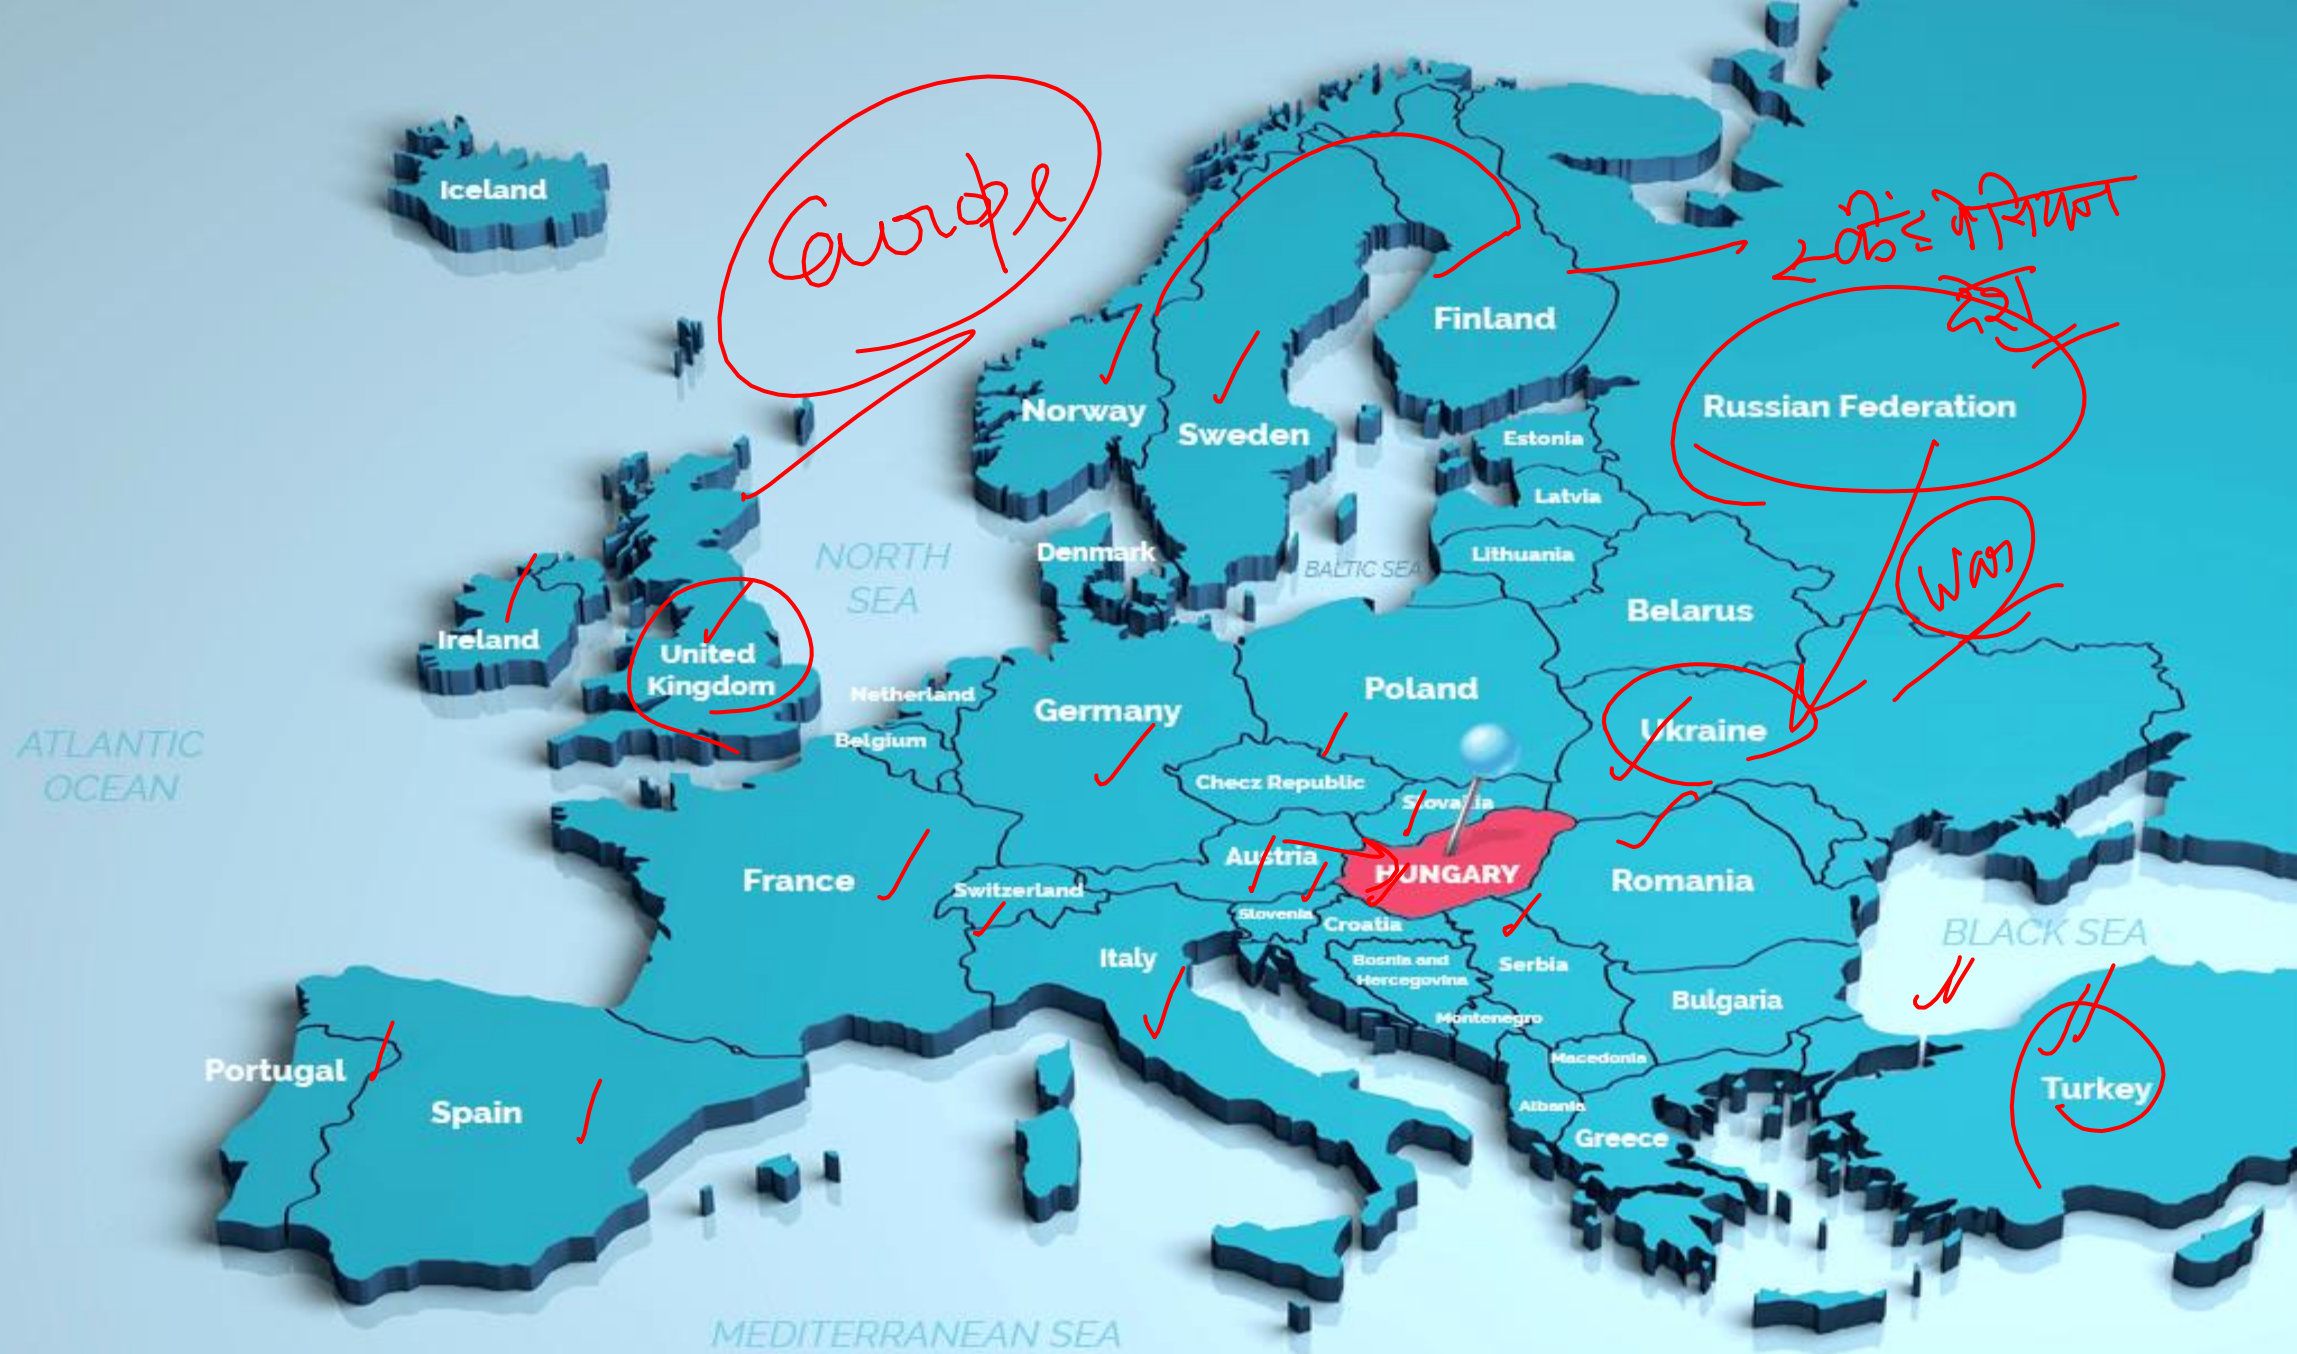 Iceland
Europe
Finland
Russian Federation
Norway
Sweden
Estonia
Latvia
NORTH
SEA
Denmark
BALTIC SEA
Lithuania
War
Belarus
Ireland
United
Kingdom
Netherland
Germany
Poland
Ukraine
ATLANTIC
OCEAN
Belgium
Checz Republic
Slovakia
France
Switzerland
Austria
HUNGARY
Romania
Slovenia
Croatia
BLACK SEA
Italy
Bosnia and
Hercegovina
Serbia
Bulgaria
Montenegro
Macedonia
Portugal
Spain
Albania
Greece
Turkey
MEDITERRANEAN SEA
देश